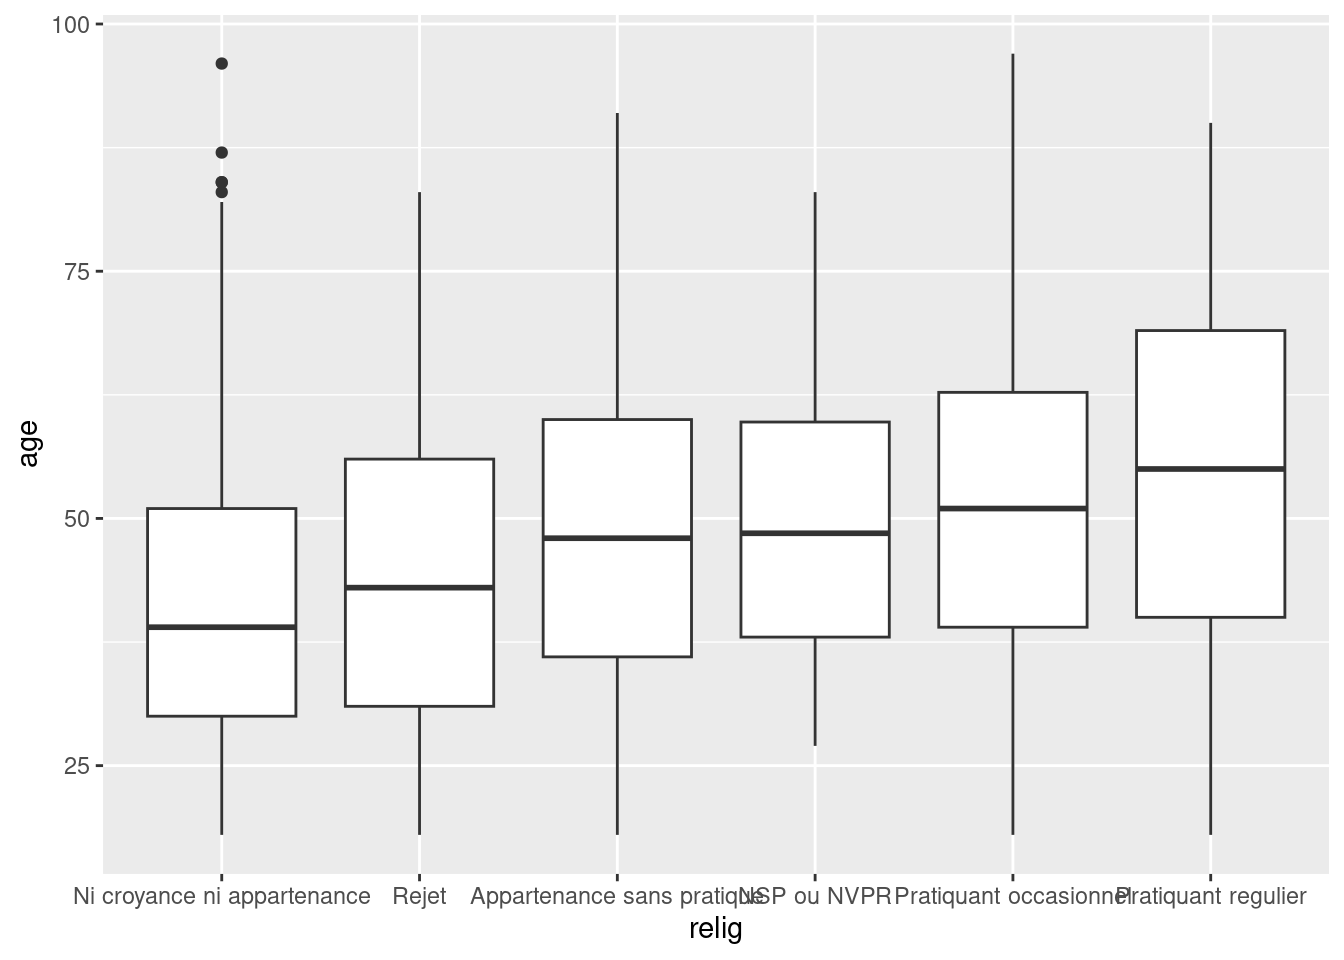 100
75
50
25
age
Ni croyance ni appartenance Rejet Appartenance sans pratique NSP ou NVPR Pratiquant occasionnel Pratiquant regulier
relig